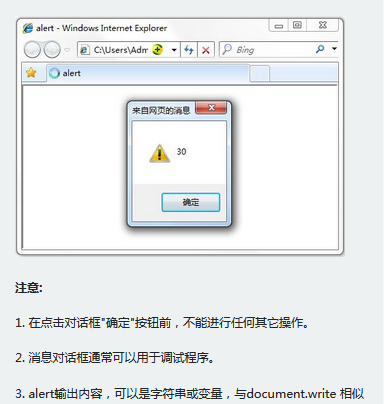 alert - Windows Internet Explorer
C:\Users\Adm
Bing
alert
来自网页的消息
30
确定
注意:
1. 在点击对话框"确定"按钮前，不能进行任何其它操作。
2. 消息对话框通常可以用于调试程序。
3. alert输出内容，可以是字符串或变量，与document.write 相似